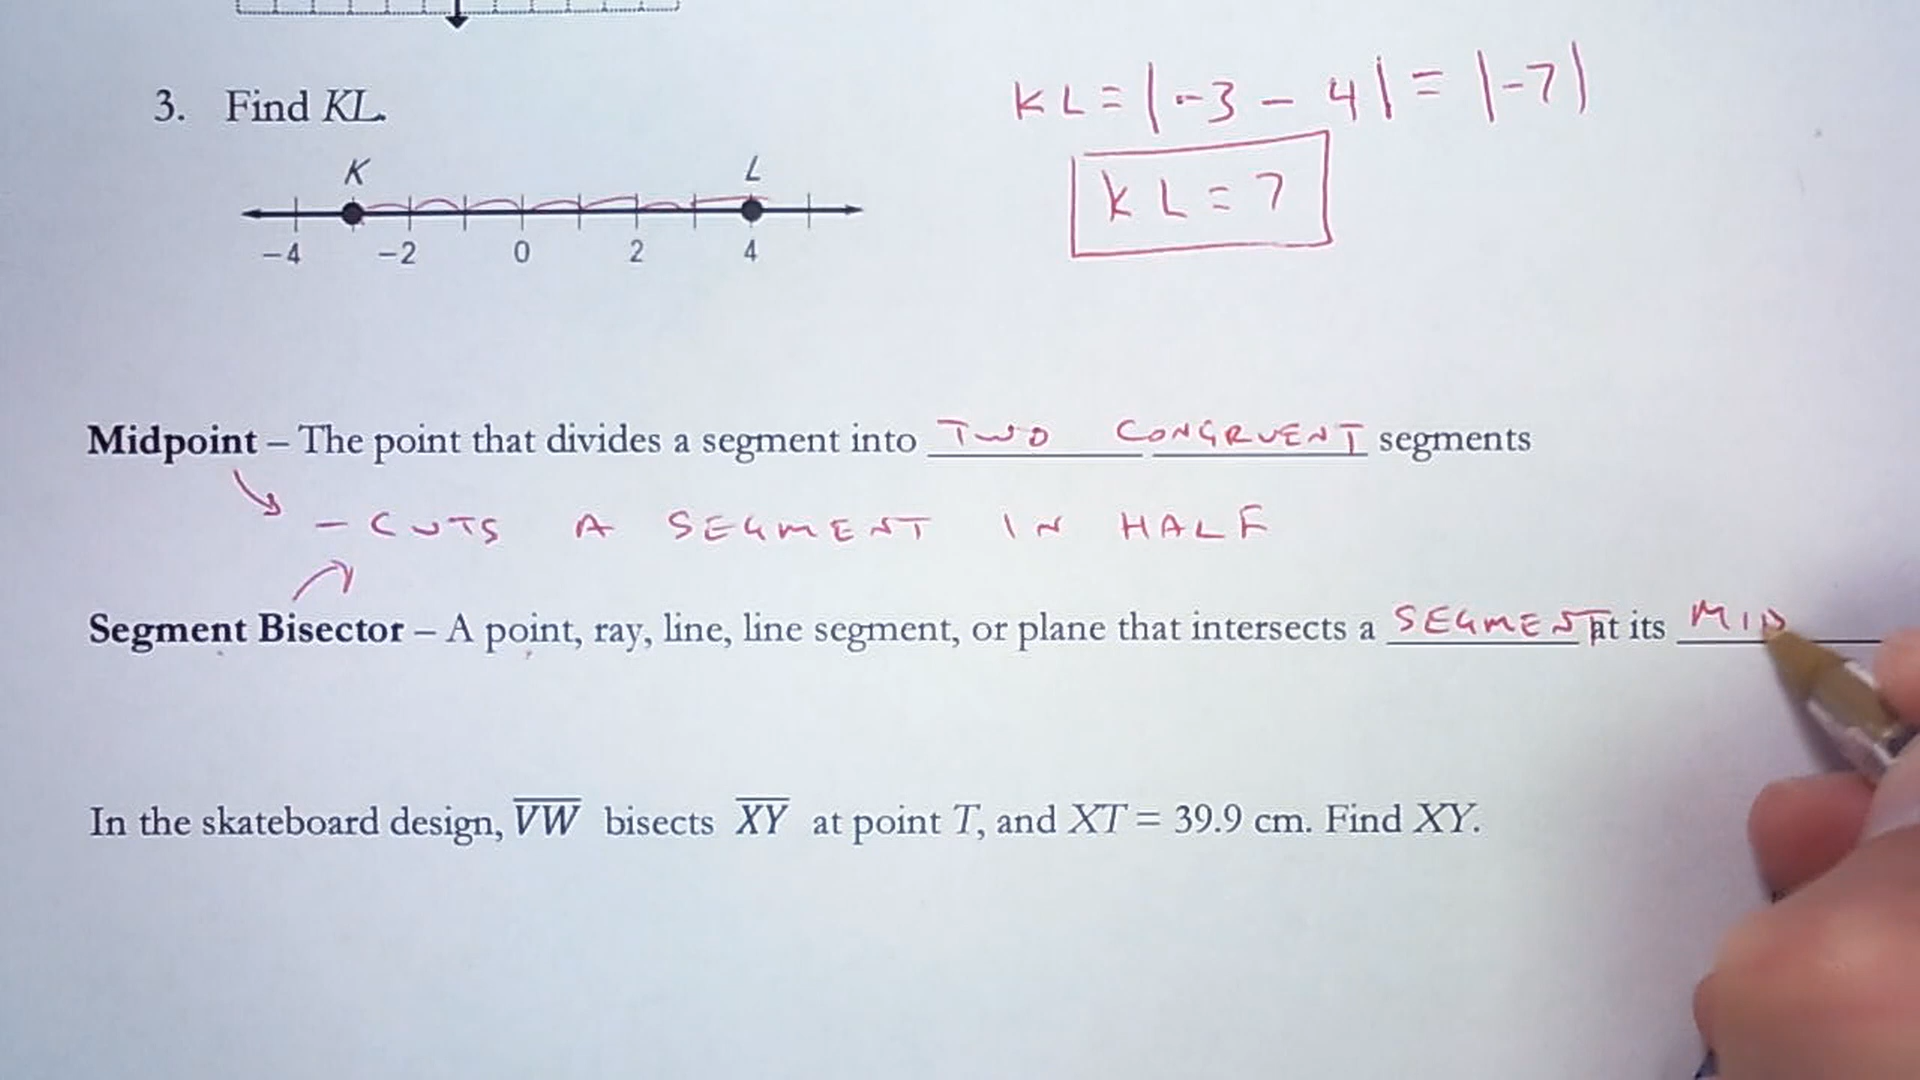 3. Find KL.
KL = |-3 - 4| = |-7|
K L
-4 -2 0 2 4
KL = 7
Midpoint – The point that divides a segment into TWO CONGRUENT segments
- CUTS A SEGMENT IN HALF
Segment Bisector – A point, ray, line, line segment, or plane that intersects a SEGMENT at its MID
In the skateboard design, V̅W̅ bisects X̅Y̅ at point T, and XT = 39.9 cm. Find XY.